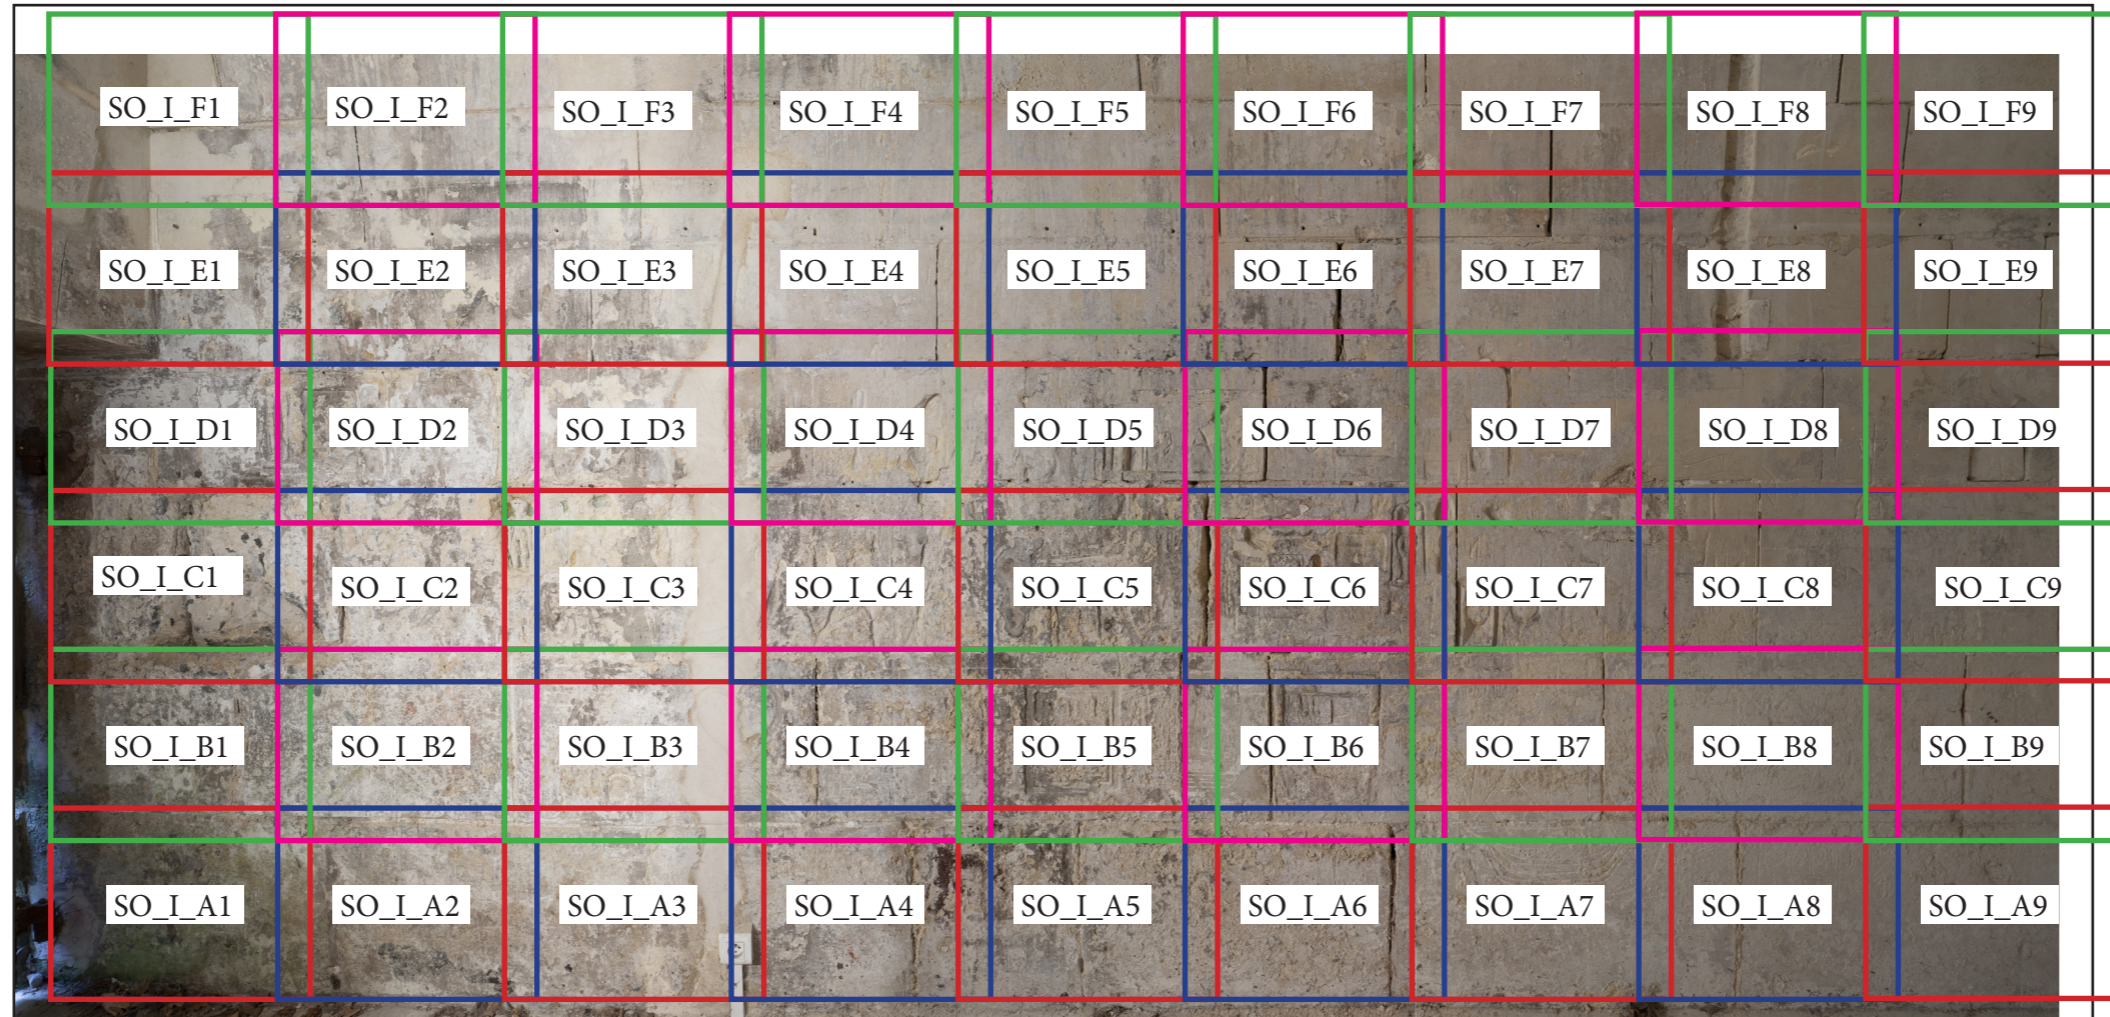 SO_I_F1 SO_I_F2 SO_I_F3 SO_I_F4 SO_I_F5 SO_I_F6 SO_I_F7 SO_I_F8 SO_I_F9
SO_I_E1 SO_I_E2 SO_I_E3 SO_I_E4 SO_I_E5 SO_I_E6 SO_I_E7 SO_I_E8 SO_I_E9
SO_I_D1 SO_I_D2 SO_I_D3 SO_I_D4 SO_I_D5 SO_I_D6 SO_I_D7 SO_I_D8 SO_I_D9
SO_I_C1 SO_I_C2 SO_I_C3 SO_I_C4 SO_I_C5 SO_I_C6 SO_I_C7 SO_I_C8 SO_I_C9
SO_I_B1 SO_I_B2 SO_I_B3 SO_I_B4 SO_I_B5 SO_I_B6 SO_I_B7 SO_I_B8 SO_I_B9
SO_I_A1 SO_I_A2 SO_I_A3 SO_I_A4 SO_I_A5 SO_I_A6 SO_I_A7 SO_I_A8 SO_I_A9